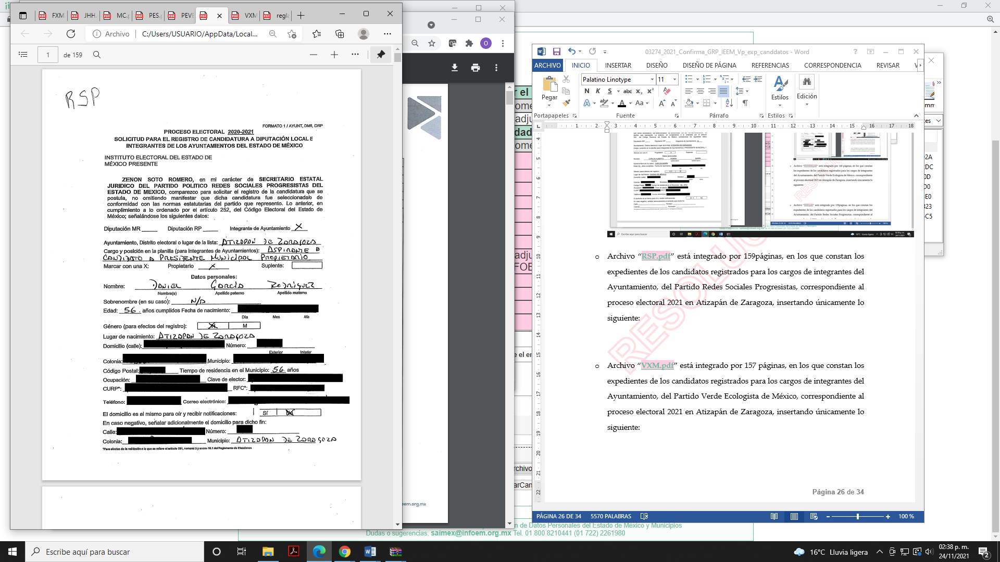 FXM
JHH.
MC.p
PES.p
PEVE
VXM
regla
Archivo
C:/Users/USUARIO/AppData/Local...
1
de 159
RSP
FORMATO 1 / AYUNT, DMR, DRP
PROCESO ELECTORAL 2020-2021
SOLICITUD PARA EL REGISTRO DE CANDIDATURA A DIPUTACIÓN LOCAL E
INTEGRANTES DE LOS AYUNTAMIENTOS DEL ESTADO DE MÉXICO
INSTITUTO ELECTORAL DEL ESTADO DE
MÉXICO PRESENTE
ZENON SOTO ROMERO, en mi carácter de SECRETARIO ESTATAL
JURIDICO DEL PARTIDO POLITICO REDES SOCIALES PROGRESISTAS DEL
ESTADO DE MEXICO, comparezco para solicitar el registro de la candidatura que se
postula, no omitiendo manifestar que dicha candidatura fue seleccionada/o de
conformidad con las normas estatutarias del partido que represento. Lo anterior, en
cumplimiento a lo ordenado por el artículo 252, del Código Electoral del Estado de
México; señalándose los siguientes datos:
Diputación MR Diputación RP Integrante de Ayuntamiento X
Ayuntamiento, Distrito electoral o lugar de la lista: ATIZAPAN DE ZARAGOZA
Cargo y posición en la planilla (para Integrantes de Ayuntamientos): ASPIRANTE A
CANDIDATO A PRESIDENTE MUNICIPAL PROPIETARIO
Marcar con una X: Propietario X Suplente:
Datos personales:
Nombre: DANIEL GARCIA RODRIGUEZ
Nombre(s) Apellido paterno Apellido materno
Sobrenombre (en su caso): N/A
Edad: 56 años cumplidos Fecha de nacimiento:
Día Mes Año
Género (para efectos del registro): M
Lugar de nacimiento: ATIZAPAN DE ZARAGOZA
Domicilio (calle): Número:
Exterior Interior
Colonia: Municipio:
Código Postal: Tiempo de residencia en el Municipio: 56 años
Ocupación: Clave de elector:
CURP*: RFC*:
Teléfono: Correo electrónico:
El domicilio es el mismo para oír y recibir notificaciones: SÍ
En caso negativo, señalar adicionalmente el domicilio para dicho fin:
Calle: Número:
Colonia: Municipio: ATIZAPAN DE ZARAGOZA
*Para efectos de la validación a la que se refiere el artículo 281, numeral 3 y anexo 10.1 del Reglamento de Elecciones
03274_2021_Confirma_GRP_IEEM_Vp_exp_canddatos - Word
ARCHIVO INICIO INSERTAR DISEÑO DISEÑO DE PÁGINA REFERENCIAS CORRESPONDENCIA REVISAR
Palatino Linotype 11
Pegar
N K S abc x₂ x²
Estilos
Edición
Portapapeles Fuente Párrafo Estilos
o Archivo “RSP.pdf” está integrado por 159páginas, en los que constan los
expedientes de los candidatos registrados para los cargos de integrantes del
Ayuntamiento, del Partido Redes Sociales Progresistas, correspondiente al
proceso electoral 2021 en Atizapán de Zaragoza, insertando únicamente lo
siguiente:
o Archivo “VXM.pdf” está integrado por 157 páginas, en los que constan los
expedientes de los candidatos registrados para los cargos de integrantes del
Ayuntamiento, del Partido Verde Ecologista de México, correspondiente al
proceso electoral 2021 en Atizapán de Zaragoza, insertando únicamente lo
siguiente:
Página 26 de 34
PÁGINA 26 DE 34 5570 PALABRAS
100 %
n de Datos Personales del Estado de México y Municipios
Dudas o sugerencias: saimex@infoem.org.mx Tel. 01 800 8210441 (01 722) 2261980
Escribe aquí para buscar
16°C Lluvia ligera
02:38 p. m.
24/11/2021
2